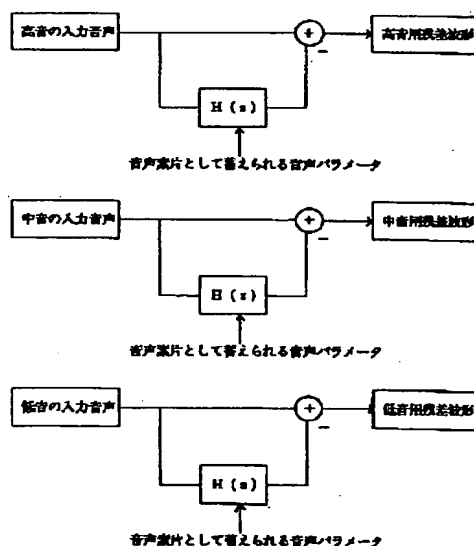 高音の入力音声
+
−
高音用残差波形
H(z)
音声素片として蓄えられる音声パラメータ
中音の入力音声
+
−
中音用残差波形
H(z)
音声素片として蓄えられる音声パラメータ
低音の入力音声
+
−
低音用残差波形
H(z)
音声素片として蓄えられる音声パラメータ